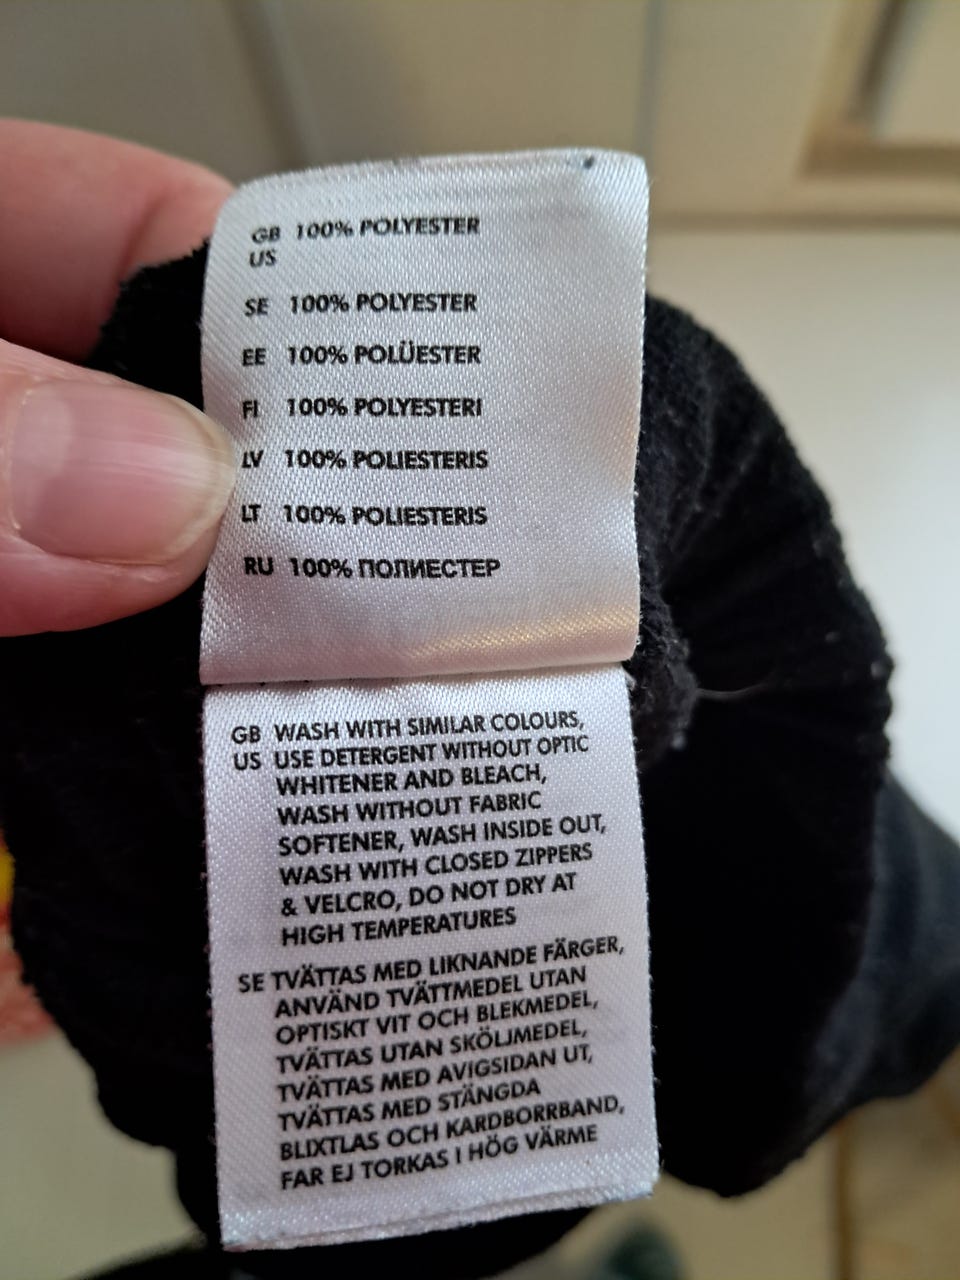 GB 100% POLYESTER
US
SE 100% POLYESTER
EE 100% POLÜESTER
FI 100% POLYESTERI
LV 100% POLIESTERIS
LT 100% POLIESTERIS
RU 100% ПОЛИЕСТЕР
GB WASH WITH SIMILAR COLOURS,
US USE DETERGENT WITHOUT OPTIC
WHITENER AND BLEACH,
WASH WITHOUT FABRIC
SOFTENER, WASH INSIDE OUT,
WASH WITH CLOSED ZIPPERS
& VELCRO, DO NOT DRY AT
HIGH TEMPERATURES
SE TVÄTTAS MED LIKNANDE FÄRGER,
ANVÄND TVÄTTMEDEL UTAN
OPTISKT VIT OCH BLEKMEDEL,
TVÄTTAS UTAN SKÖLJMEDEL,
TVÄTTAS MED AVIGSIDAN UT,
TVÄTTAS MED STÄNGDA
BLIXTLAS OCH KARDBORRBAND,
FAR EJ TORKAS I HÖG VÄRME